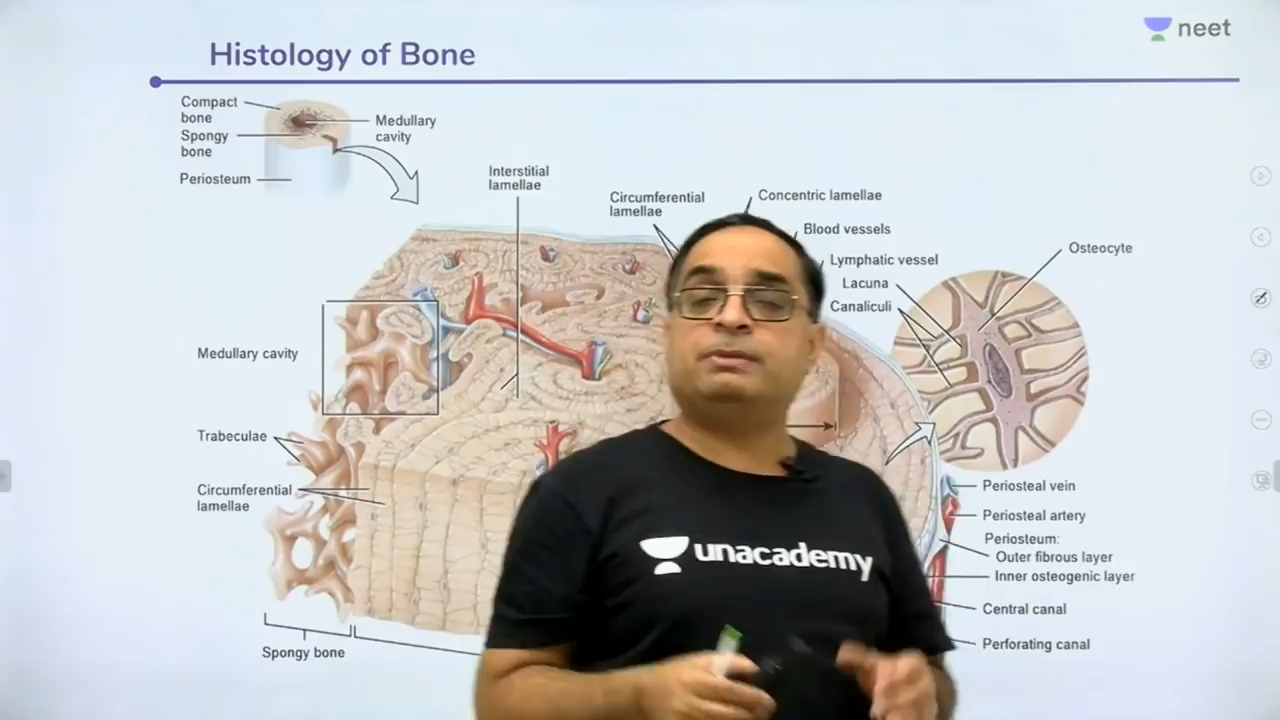 neet
Histology of Bone
Compact
bone
Spongy
bone
Periosteum
Medullary
cavity
Interstitial
lamellae
Circumferential
lamellae
Concentric lamellae
Blood vessels
Lymphatic vessel
Lacuna
Canaliculi
Osteocyte
Medullary cavity
Trabeculae
Circumferential
lamellae
Spongy bone
unacademy
Periosteal vein
Periosteal artery
Periosteum:
Outer fibrous layer
Inner osteogenic layer
Central canal
Perforating canal